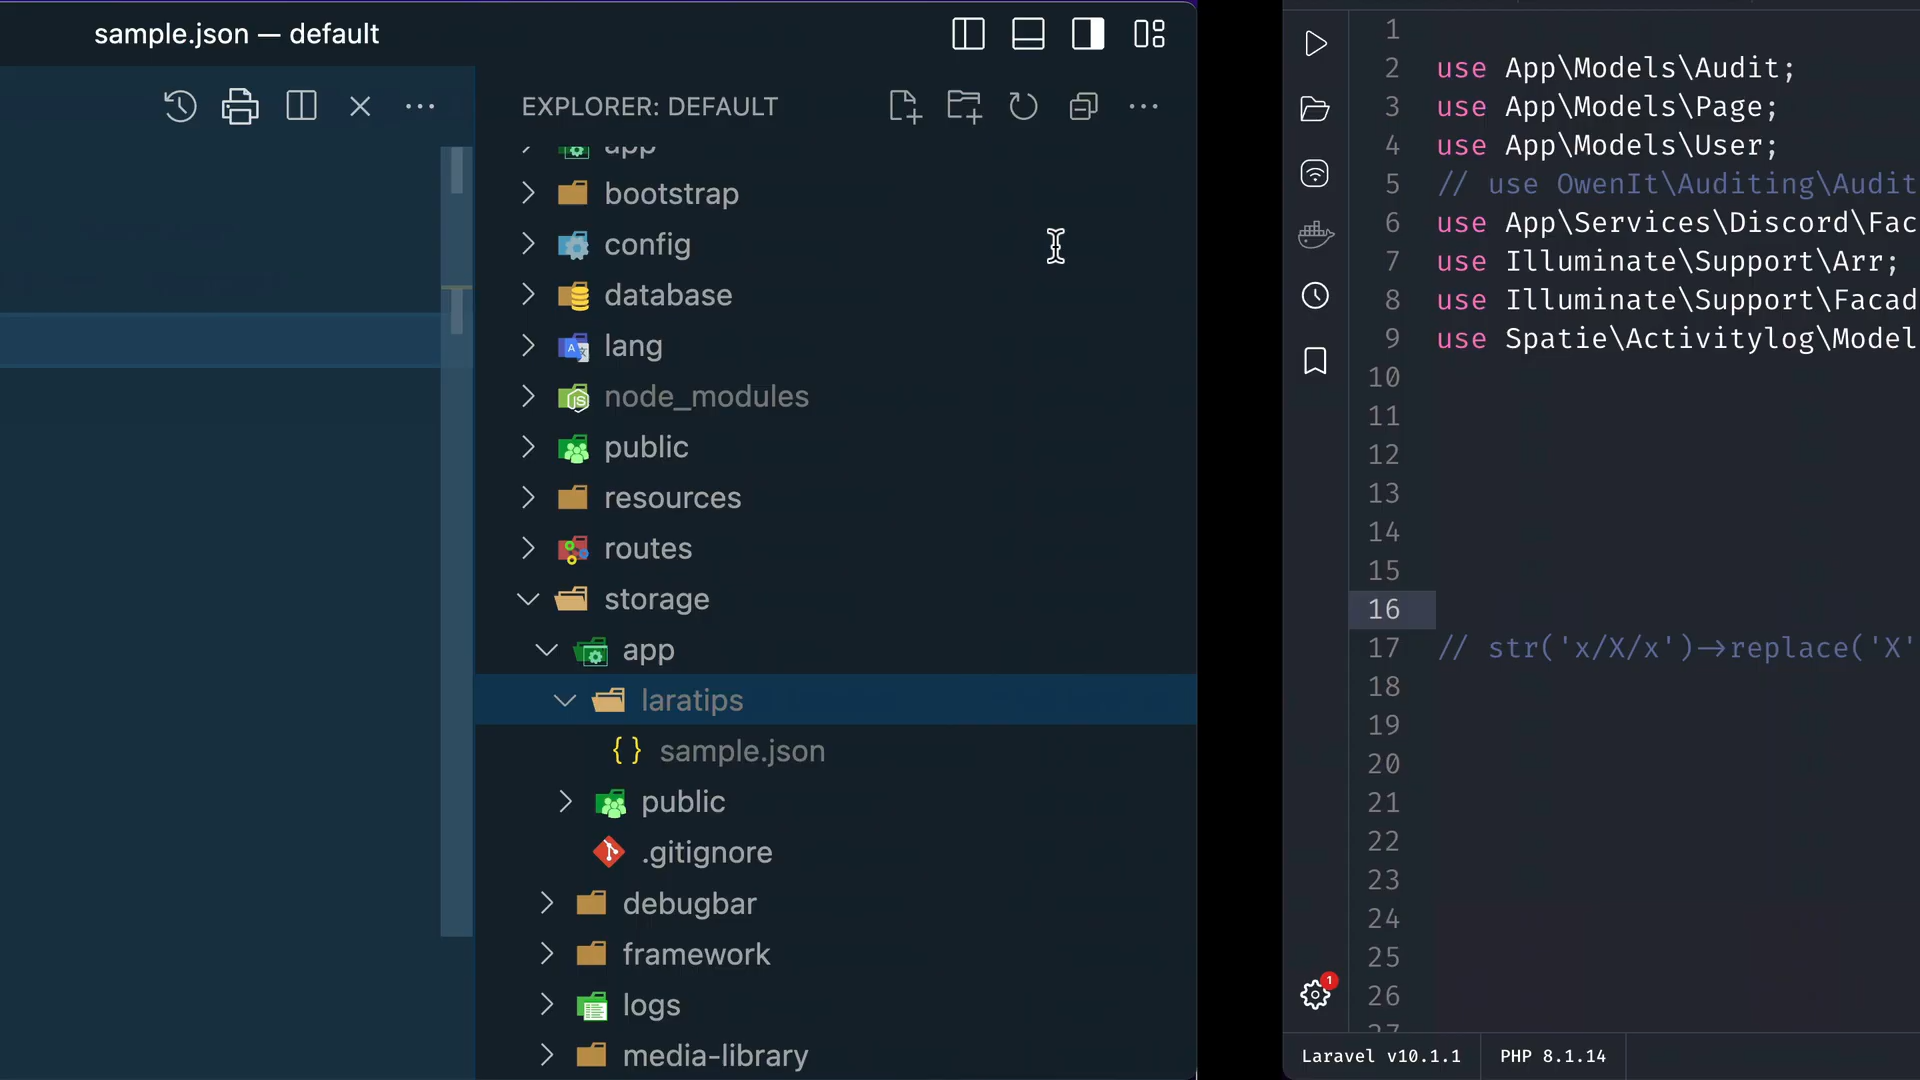 sample.json — default
EXPLORER: DEFAULT
app
bootstrap
config
database
lang
node_modules
public
resources
routes
storage
app
laratips
{ } sample.json
public
.gitignore
debugbar
framework
logs
media-library
1
2 use App\Models\Audit;
3 use App\Models\Page;
4 use App\Models\User;
5 // use OwenIt\Auditing\Audit
6 use App\Services\Discord\Fac
7 use Illuminate\Support\Arr;
8 use Illuminate\Support\Facad
9 use Spatie\Activitylog\Model
10
11
12
13
14
15
16
17 // str('x/X/x')->replace('X'
18
19
20
21
22
23
24
25
26
27
1
Laravel v10.1.1 PHP 8.1.14